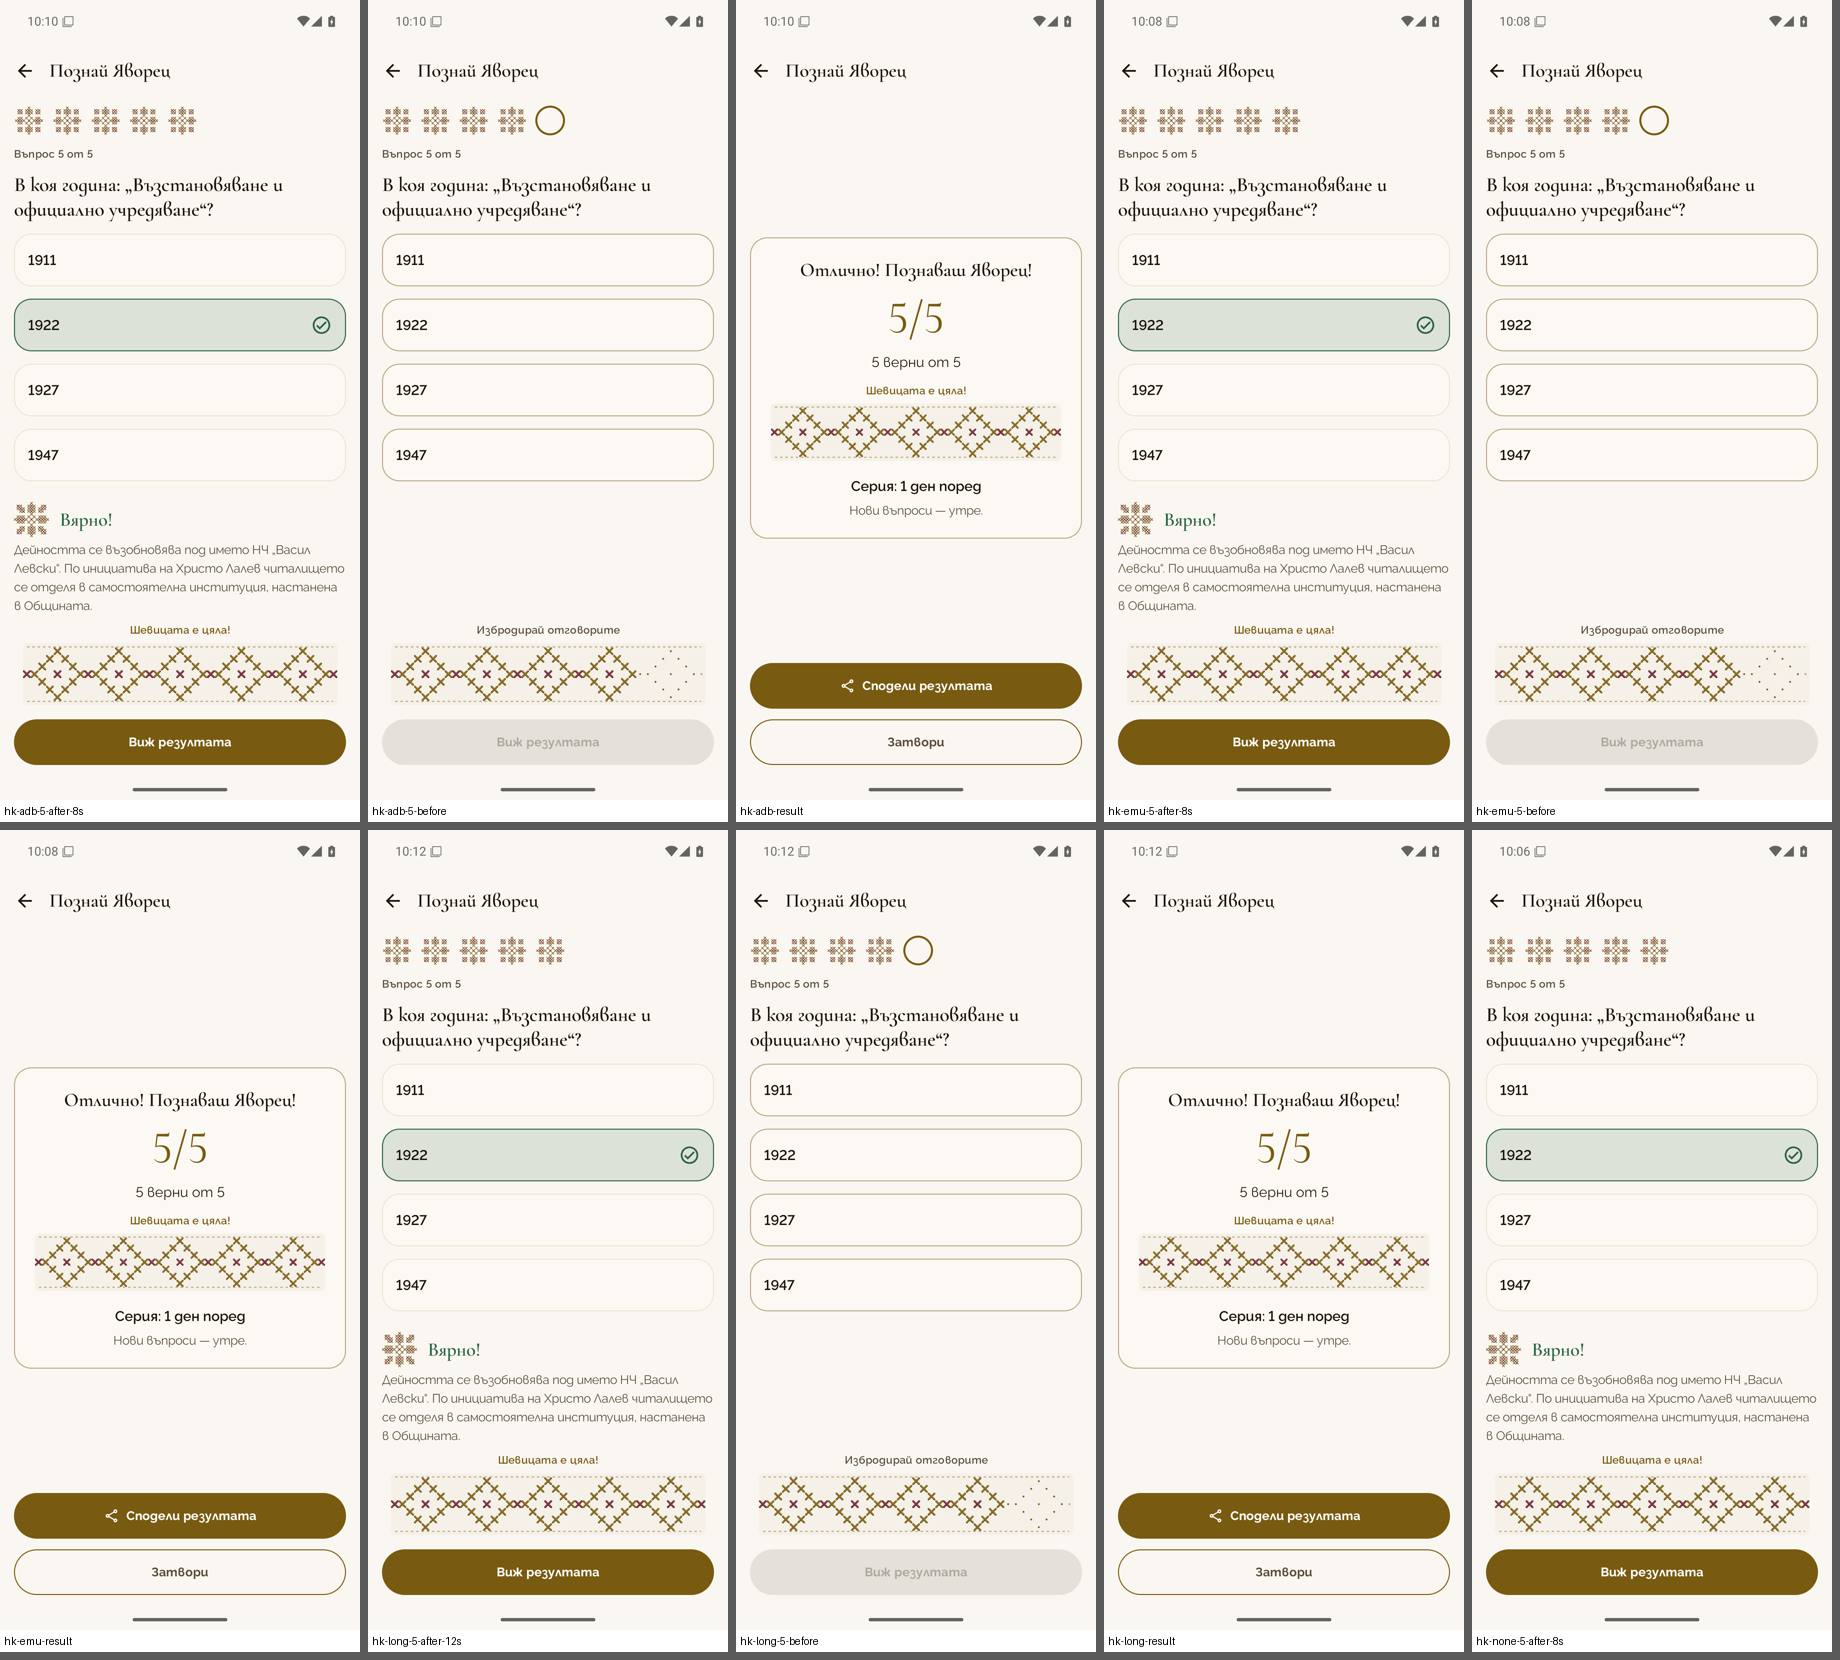 10:10
Познай Яворец
Въпрос 5 от 5
В коя година: „Възстановяване и
официално учредяване“?
1911
1922
1927
1947
Вярно!
Дейността се възобновява под името НЧ „Васил
Левски“. По инициатива на Христо Лалев читалището
се отделя в самостоятелна институция, настанена
в Общината.
Шевицата е цяла!
Виж резултата
hk-adb-5-after-8s
10:10
Познай Яворец
Въпрос 5 от 5
В коя година: „Възстановяване и
официално учредяване“?
1911
1922
1927
1947
Избродирай отговорите
Виж резултата
hk-adb-5-before
10:10
Познай Яворец
Отлично! Познаваш Яворец!
5/5
5 верни от 5
Шевицата е цяла!
Серия: 1 ден поред
Нови въпроси — утре.
Сподели резултата
Затвори
hk-adb-result
10:08
Познай Яворец
Въпрос 5 от 5
В коя година: „Възстановяване и
официално учредяване“?
1911
1922
1927
1947
Вярно!
Дейността се възобновява под името НЧ „Васил
Левски“. По инициатива на Христо Лалев читалището
се отделя в самостоятелна институция, настанена
в Общината.
Шевицата е цяла!
Виж резултата
hk-emu-5-after-8s
10:08
Познай Яворец
Въпрос 5 от 5
В коя година: „Възстановяване и
официално учредяване“?
1911
1922
1927
1947
Избродирай отговорите
Виж резултата
hk-emu-5-before
10:08
Познай Яворец
Отлично! Познаваш Яворец!
5/5
5 верни от 5
Шевицата е цяла!
Серия: 1 ден поред
Нови въпроси — утре.
Сподели резултата
Затвори
hk-emu-result
10:12
Познай Яворец
Въпрос 5 от 5
В коя година: „Възстановяване и
официално учредяване“?
1911
1922
1927
1947
Вярно!
Дейността се възобновява под името НЧ „Васил
Левски“. По инициатива на Христо Лалев читалището
се отделя в самостоятелна институция, настанена
в Общината.
Шевицата е цяла!
Виж резултата
hk-long-5-after-12s
10:12
Познай Яворец
Въпрос 5 от 5
В коя година: „Възстановяване и
официално учредяване“?
1911
1922
1927
1947
Избродирай отговорите
Виж резултата
hk-long-5-before
10:12
Познай Яворец
Отлично! Познаваш Яворец!
5/5
5 верни от 5
Шевицата е цяла!
Серия: 1 ден поред
Нови въпроси — утре.
Сподели резултата
Затвори
hk-long-result
10:06
Познай Яворец
Въпрос 5 от 5
В коя година: „Възстановяване и
официално учредяване“?
1911
1922
1927
1947
Вярно!
Дейността се възобновява под името НЧ „Васил
Левски“. По инициатива на Христо Лалев читалището
се отделя в самостоятелна институция, настанена
в Общината.
Шевицата е цяла!
Виж резултата
hk-none-5-after-8s